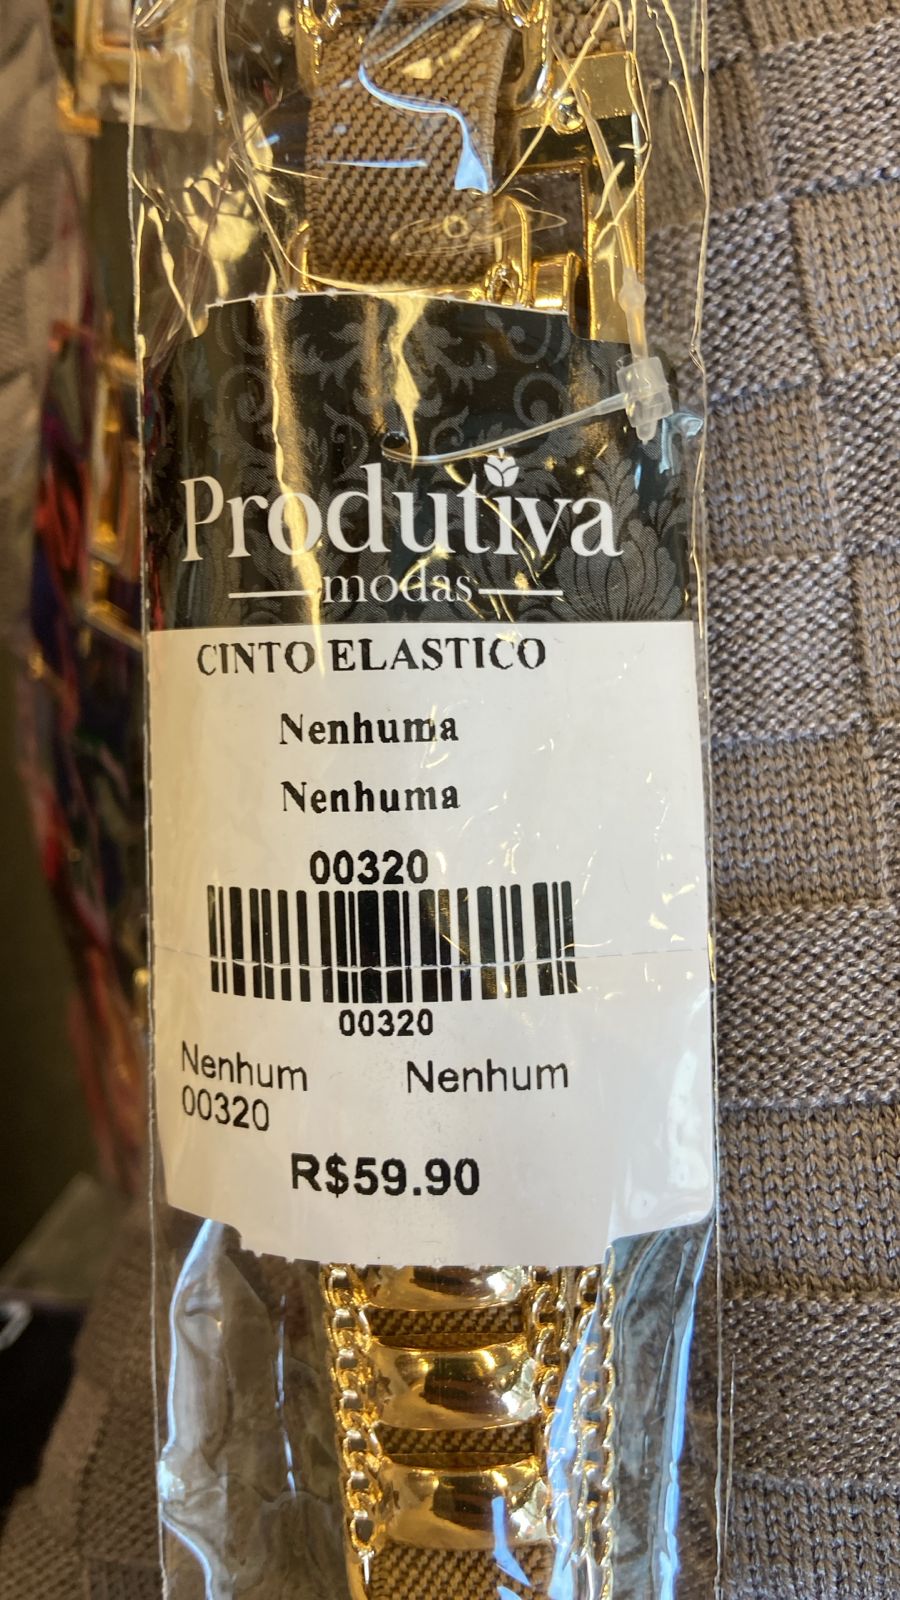 Produtiva
modas
CINTO ELASTICO
Nenhuma
Nenhuma
00320
00320
Nenhum Nenhum
00320
R$59.90